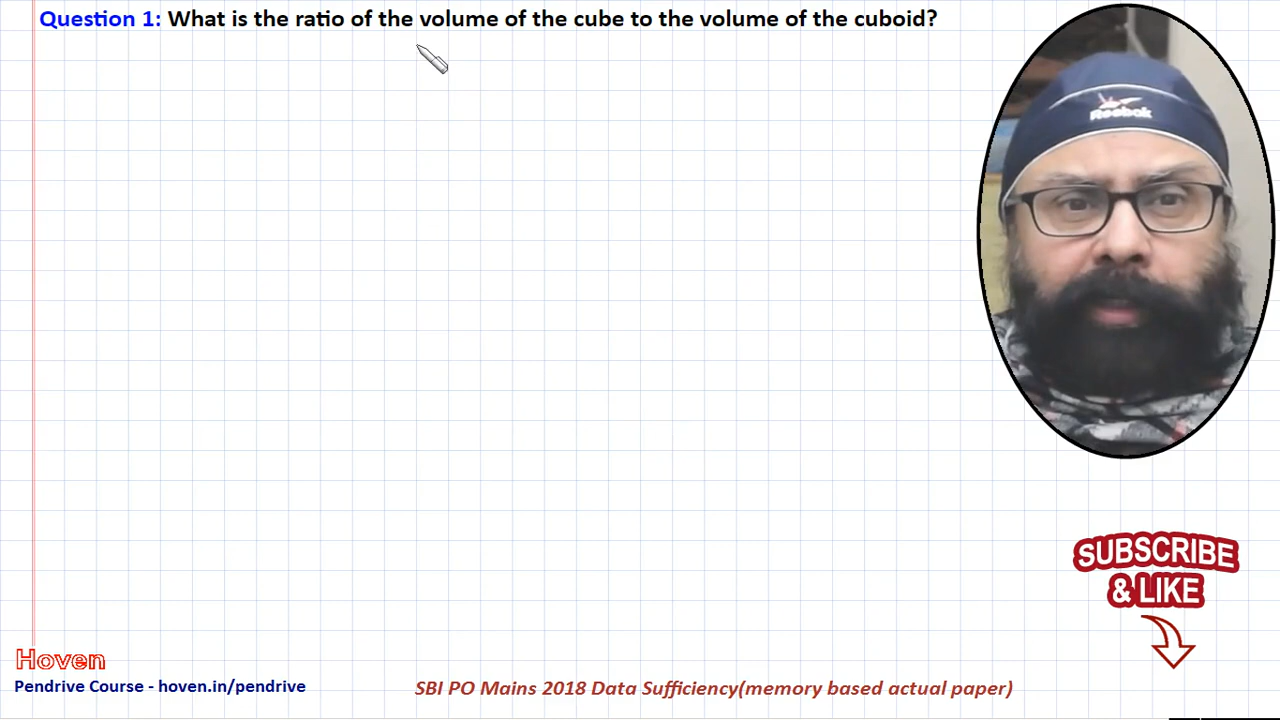 Question 1: What is the ratio of the volume of the cube to the volume of the cuboid?
Reebok
SUBSCRIBE
& LIKE
Hoven
Pendrive Course - hoven.in/pendrive
SBI PO Mains 2018 Data Sufficiency(memory based actual paper)